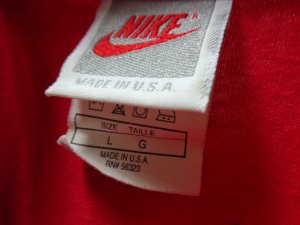 NIKE®
MADE IN U.S.A.
SIZE TAILLE
L G
MADE IN U.S.A.
RN# 56323